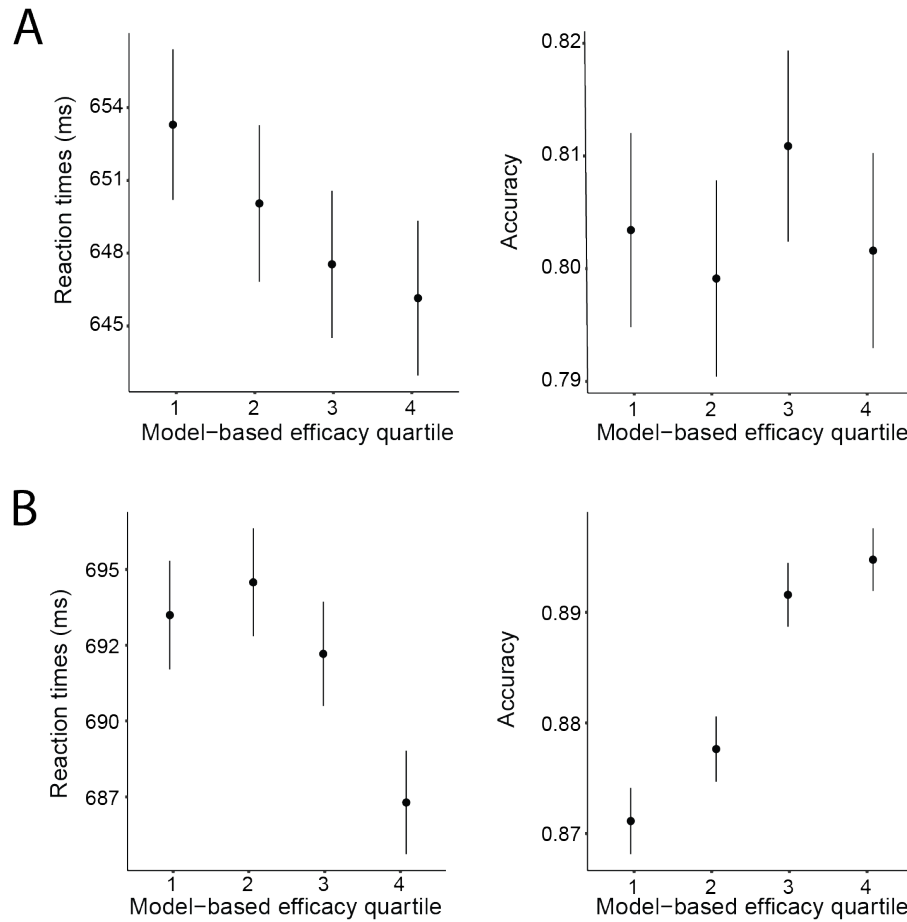 A
Reaction times (ms)
654
651
648
645
1 2 3 4
Model−based efficacy quartile
Accuracy
0.82
0.81
0.80
0.79
1 2 3 4
Model−based efficacy quartile
B
Reaction times (ms)
695
692
690
687
1 2 3 4
Model−based efficacy quartile
Accuracy
0.89
0.88
0.87
1 2 3 4
Model−based efficacy quartile